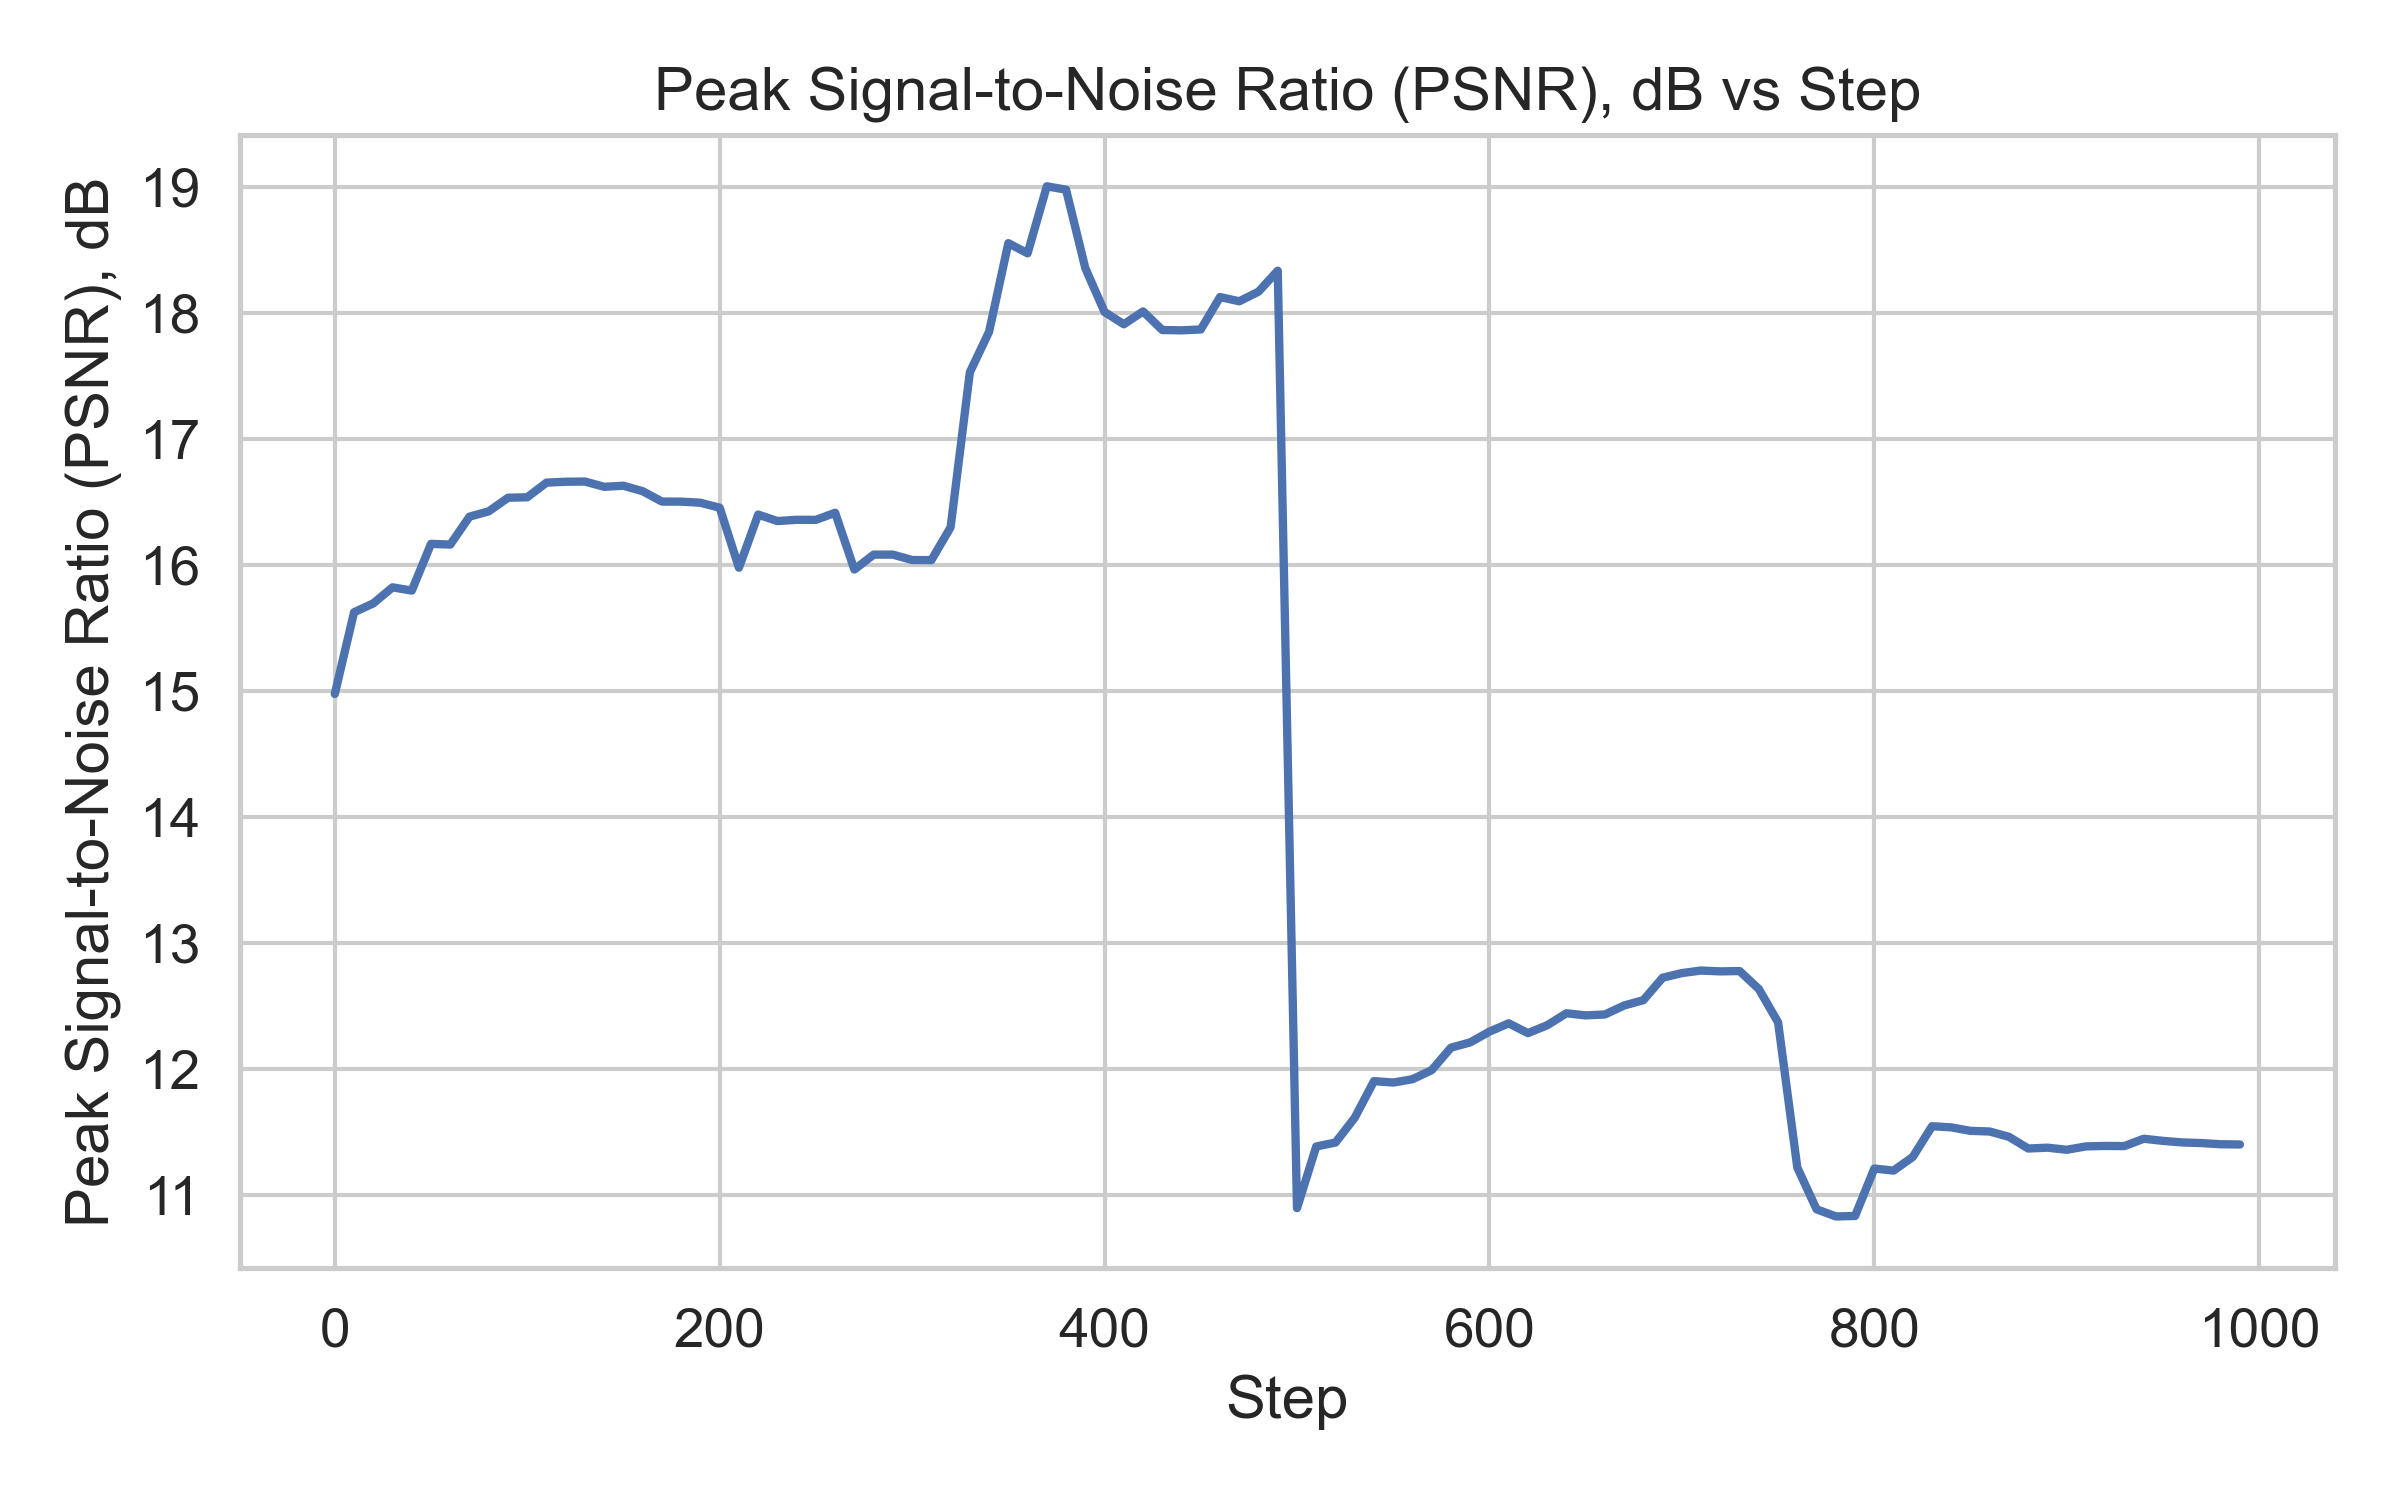 Peak Signal-to-Noise Ratio (PSNR), dB vs Step
Peak Signal-to-Noise Ratio (PSNR), dB
19
18
17
16
15
14
13
12
11
0 200 400 600 800 1000
Step